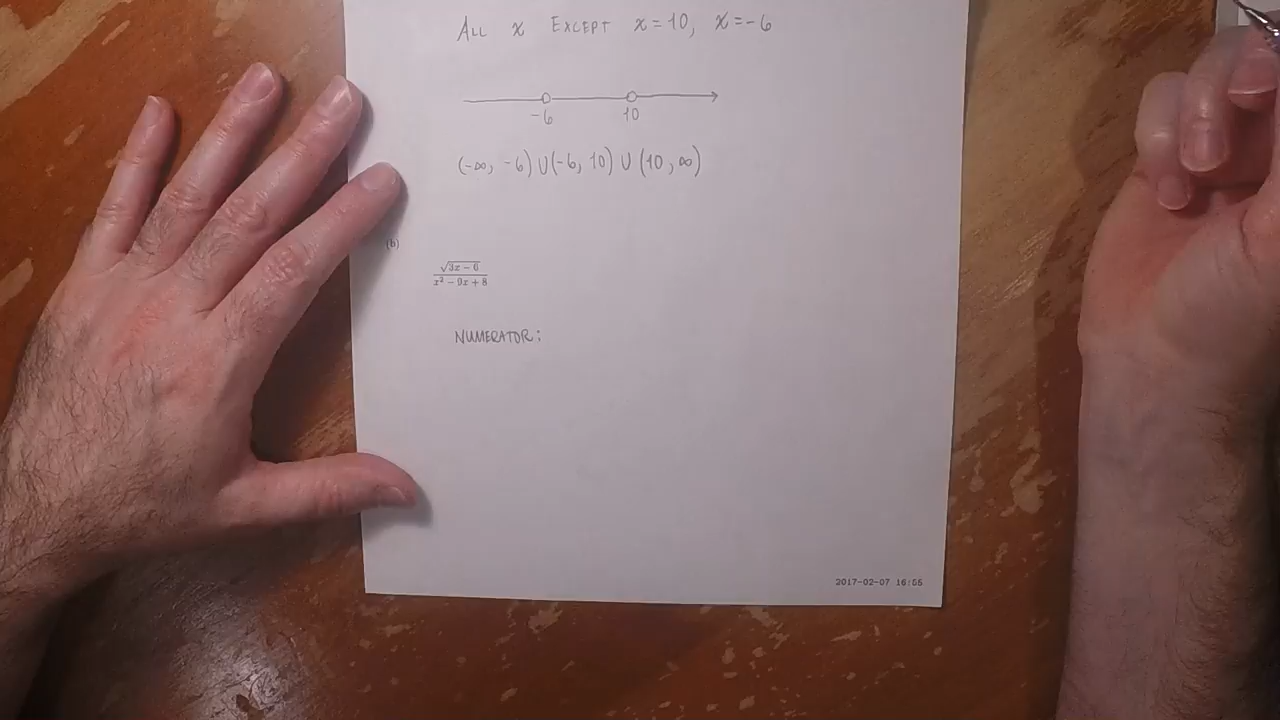 ALL x EXCEPT x=10, x=-6
-6 10
(-∞, -6)∪(-6, 10)∪(10, ∞)
(b)
√(3x − 6)
x² − 9x + 8
NUMERATOR:
2017-02-07 16:55